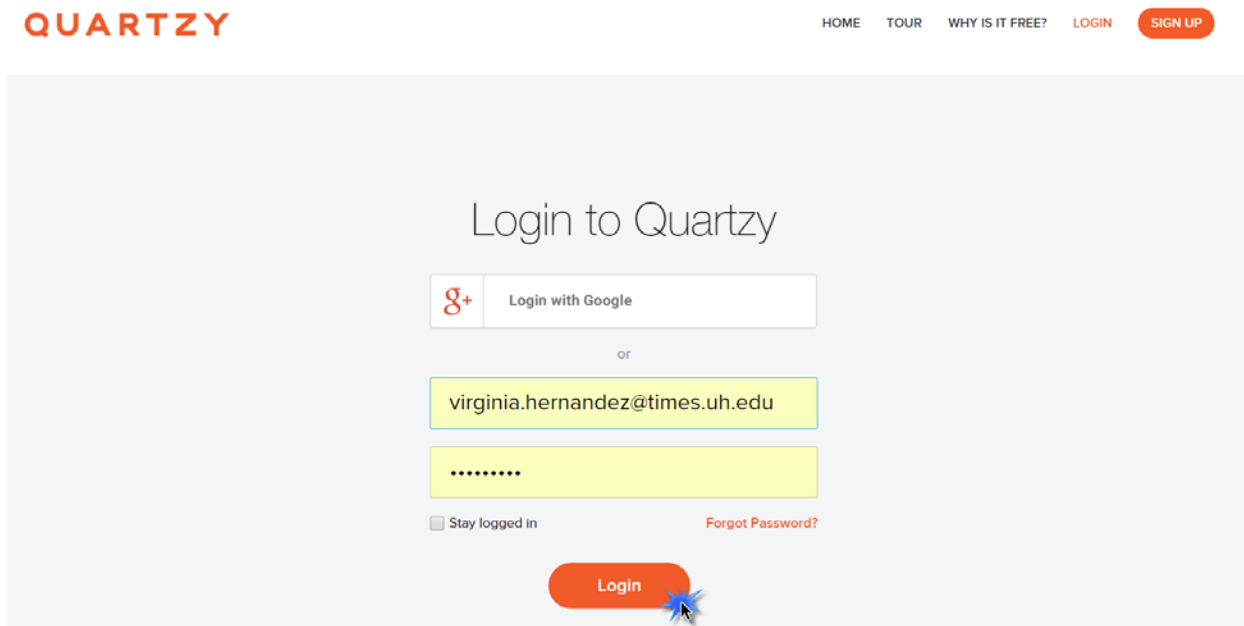 QUARTZY
HOME TOUR WHY IS IT FREE? LOGIN SIGN UP
Login to Quartzy
g+ Login with Google
or
virginia.hernandez@times.uh.edu
•••••••••
Stay logged in Forgot Password?
Login